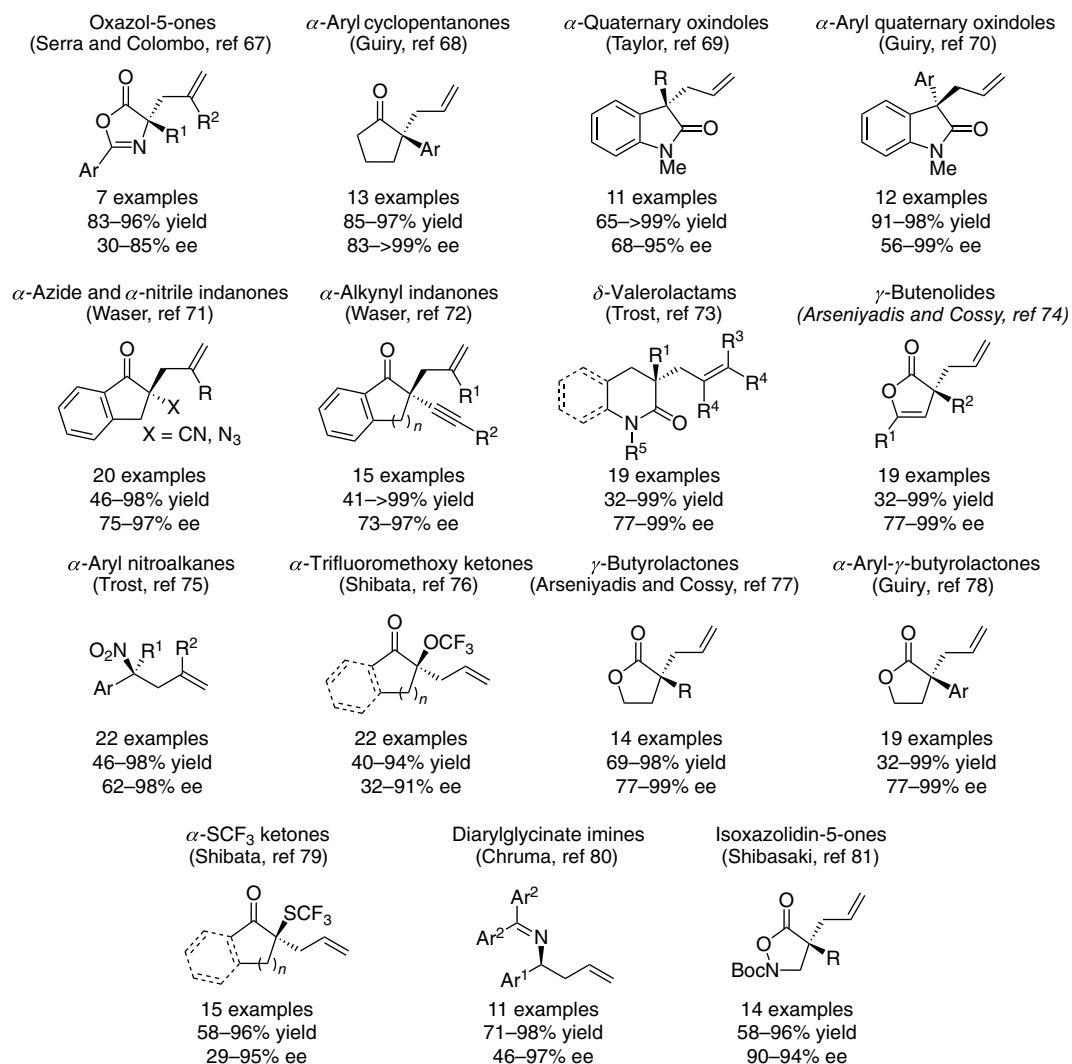 Oxazol-5-ones
(Serra and Colombo, ref 67)
O
O
N
R1
R2
Ar
7 examples
83–96% yield
30–85% ee
α-Aryl cyclopentanones
(Guiry, ref 68)
O
Ar
13 examples
85–97% yield
83–>99% ee
α-Quaternary oxindoles
(Taylor, ref 69)
R
O
N
Me
11 examples
65–>99% yield
68–95% ee
α-Aryl quaternary oxindoles
(Guiry, ref 70)
Ar
O
N
Me
12 examples
91–98% yield
56–99% ee
α-Azide and α-nitrile indanones
(Waser, ref 71)
O
R
X
X = CN, N3
20 examples
46–98% yield
75–97% ee
α-Alkynyl indanones
(Waser, ref 72)
O
R1
( )n
R2
15 examples
41–>99% yield
73–97% ee
δ-Valerolactams
(Trost, ref 73)
R3
R1
R4
R4
N
O
R5
19 examples
32–99% yield
77–99% ee
γ-Butenolides
(Arseniyadis and Cossy, ref 74)
O
O
R2
R1
19 examples
32–99% yield
77–99% ee
α-Aryl nitroalkanes
(Trost, ref 75)
O2N
R1
R2
Ar
22 examples
46–98% yield
62–98% ee
α-Trifluoromethoxy ketones
(Shibata, ref 76)
O
OCF3
( )n
22 examples
40–94% yield
32–91% ee
γ-Butyrolactones
(Arseniyadis and Cossy, ref 77)
O
O
R
14 examples
69–98% yield
77–99% ee
α-Aryl-γ-butyrolactones
(Guiry, ref 78)
O
O
Ar
19 examples
32–99% yield
77–99% ee
α-SCF3 ketones
(Shibata, ref 79)
O
SCF3
( )n
15 examples
58–96% yield
29–95% ee
Diarylglycinate imines
(Chruma, ref 80)
Ar2
Ar2
N
Ar1
11 examples
71–98% yield
46–97% ee
Isoxazolidin-5-ones
(Shibasaki, ref 81)
O
O
R
BocN
14 examples
58–96% yield
90–94% ee